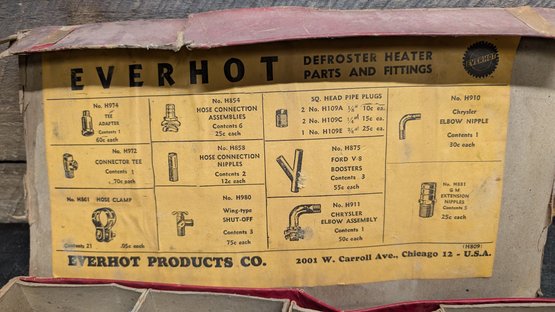 EVERHOT
DEFROSTER HEATER
PARTS AND FITTINGS
EVERHOT
No. H974
TEE
ADAPTER
Contents 1
60c each
No. H854
HOSE CONNECTION
ASSEMBLIES
Contents 6
25c each
SQ. HEAD PIPE PLUGS
2 No. H109A 1/8" 10c ea.
2 No. H109C 1/4" 15c ea.
1 No. H109E 3/8" 25c ea.
No. H910
Chrysler
ELBOW NIPPLE
Contents 1
30c each
No. H972
CONNECTOR TEE
Contents 1
70c each
No. H858
HOSE CONNECTION
NIPPLES
Contents 2
12c each
No. H875
FORD V-8
BOOSTERS
Contents 3
55c each
No. H861 HOSE CLAMP
Contents 21 .05c each
No. H980
Wing-type
SHUT-OFF
Contents 3
75c each
No. H911
CHRYSLER
ELBOW ASSEMBLY
Contents 1
50c each
No. H881
G M
EXTENSION
NIPPLES
Contents 3
25c each
(H809)
EVERHOT PRODUCTS CO. 2001 W. Carroll Ave., Chicago 12 - U.S.A.